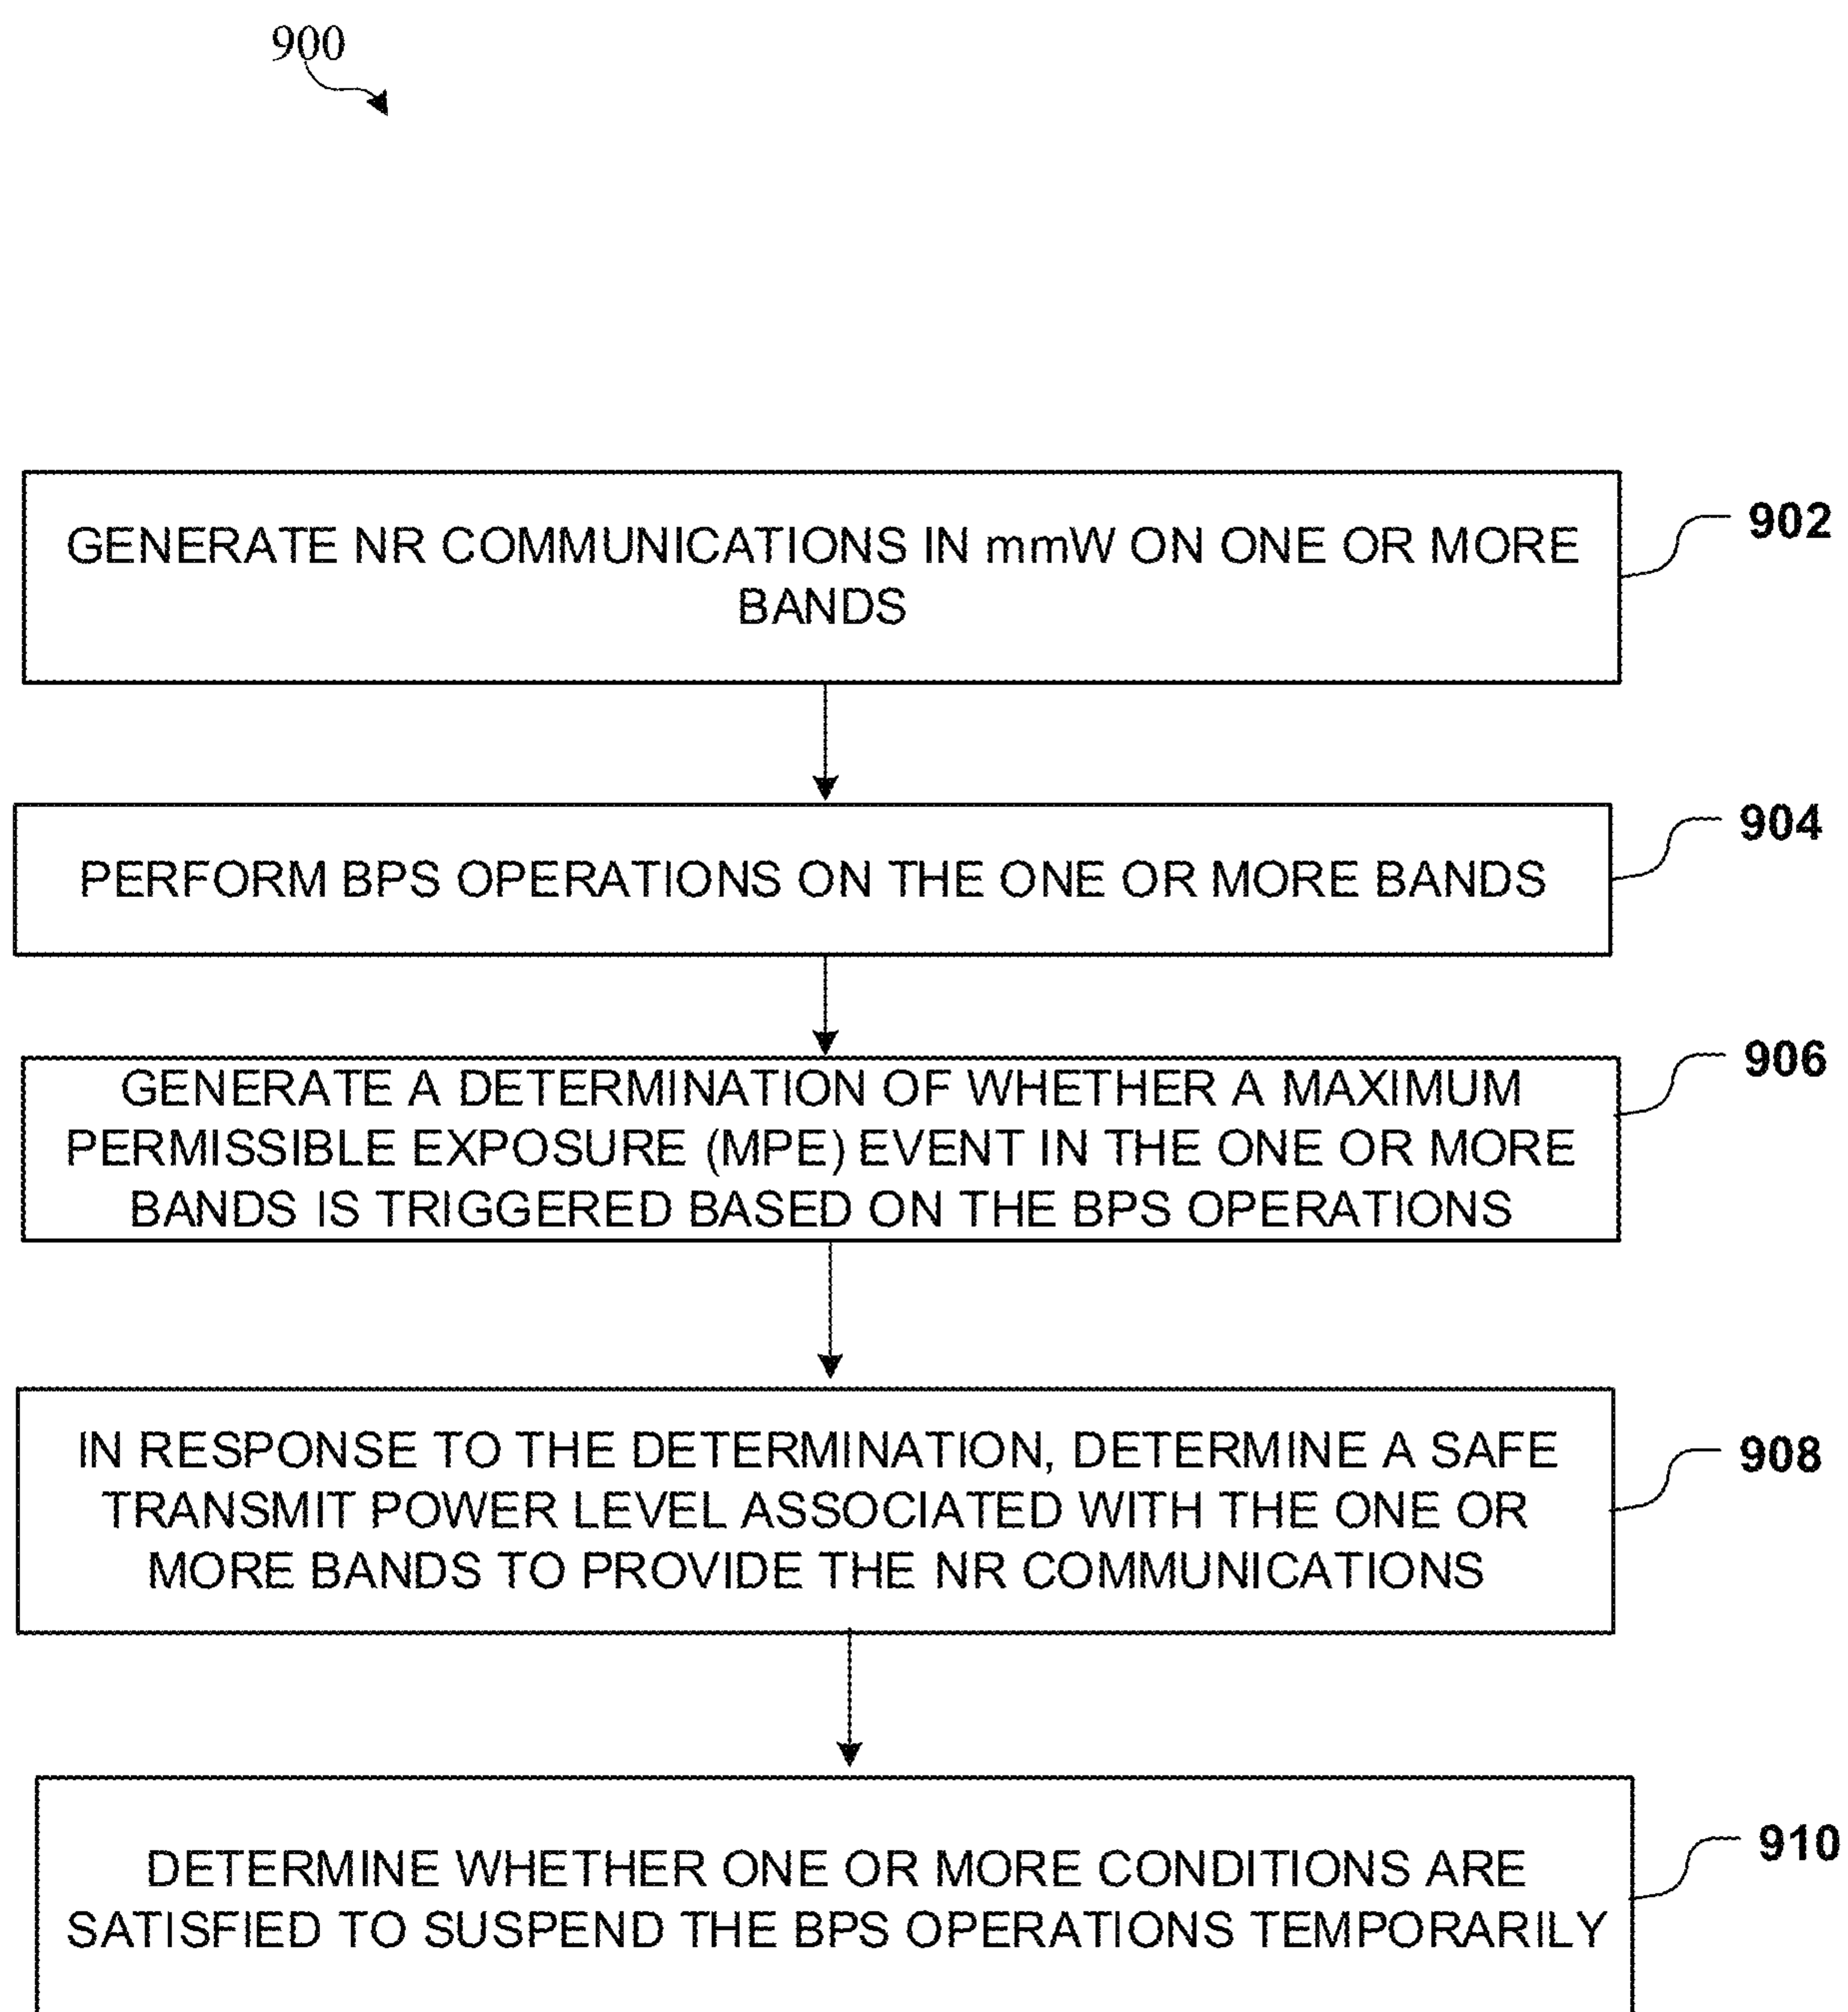 900
GENERATE NR COMMUNICATIONS IN mmW ON ONE OR MORE
BANDS
902
PERFORM BPS OPERATIONS ON THE ONE OR MORE BANDS
904
GENERATE A DETERMINATION OF WHETHER A MAXIMUM
PERMISSIBLE EXPOSURE (MPE) EVENT IN THE ONE OR MORE
BANDS IS TRIGGERED BASED ON THE BPS OPERATIONS
906
IN RESPONSE TO THE DETERMINATION, DETERMINE A SAFE
TRANSMIT POWER LEVEL ASSOCIATED WITH THE ONE OR
MORE BANDS TO PROVIDE THE NR COMMUNICATIONS
908
DETERMINE WHETHER ONE OR MORE CONDITIONS ARE
SATISFIED TO SUSPEND THE BPS OPERATIONS TEMPORARILY
910